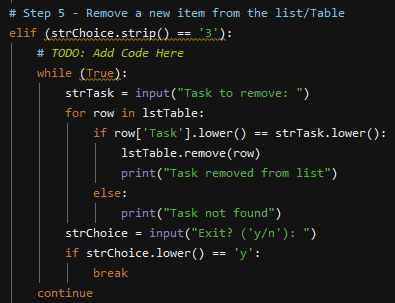 # Step 5 - Remove a new item from the list/Table
elif (strChoice.strip() == '3'):
# TODO: Add Code Here
while (True):
strTask = input("Task to remove: ")
for row in lstTable:
if row['Task'].lower() == strTask.lower():
lstTable.remove(row)
print("Task removed from list")
else:
print("Task not found")
strChoice = input("Exit? ('y/n'): ")
if strChoice.lower() == 'y':
break
continue